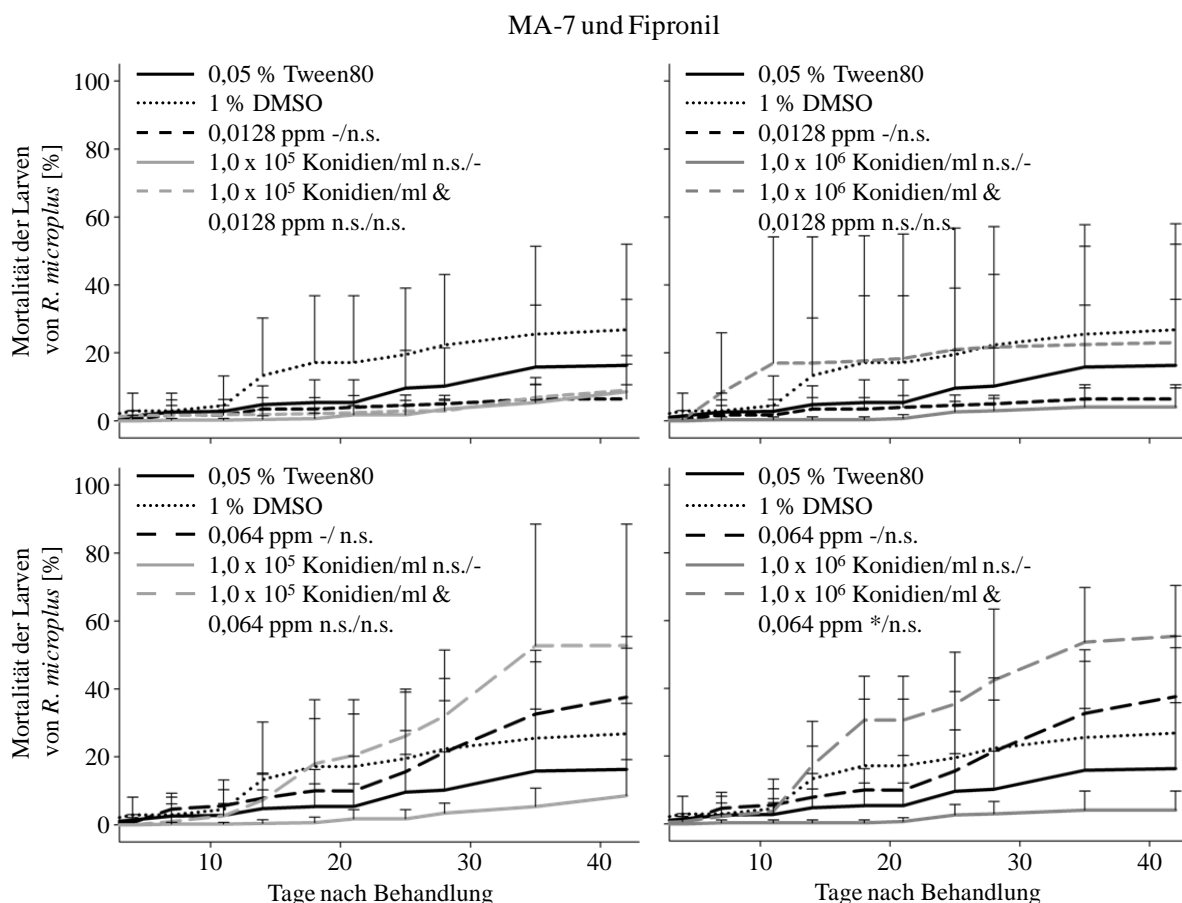 MA-7 und Fipronil
Mortalität der Larven
von R. microplus [%]
100
80
60
40
20
0
0,05 % Tween80
1 % DMSO
0,0128 ppm -/n.s.
1,0 x 10⁵ Konidien/ml n.s./-
1,0 x 10⁵ Konidien/ml &
0,0128 ppm n.s./n.s.
0,05 % Tween80
1 % DMSO
0,0128 ppm -/n.s.
1,0 x 10⁶ Konidien/ml n.s./-
1,0 x 10⁶ Konidien/ml &
0,0128 ppm n.s./n.s.
Mortalität der Larven
von R. microplus [%]
100
80
60
40
20
0
0,05 % Tween80
1 % DMSO
0,064 ppm -/ n.s.
1,0 x 10⁵ Konidien/ml n.s./-
1,0 x 10⁵ Konidien/ml &
0,064 ppm n.s./n.s.
10 20 30 40
Tage nach Behandlung
0,05 % Tween80
1 % DMSO
0,064 ppm -/n.s.
1,0 x 10⁶ Konidien/ml n.s./-
1,0 x 10⁶ Konidien/ml &
0,064 ppm */n.s.
10 20 30 40
Tage nach Behandlung